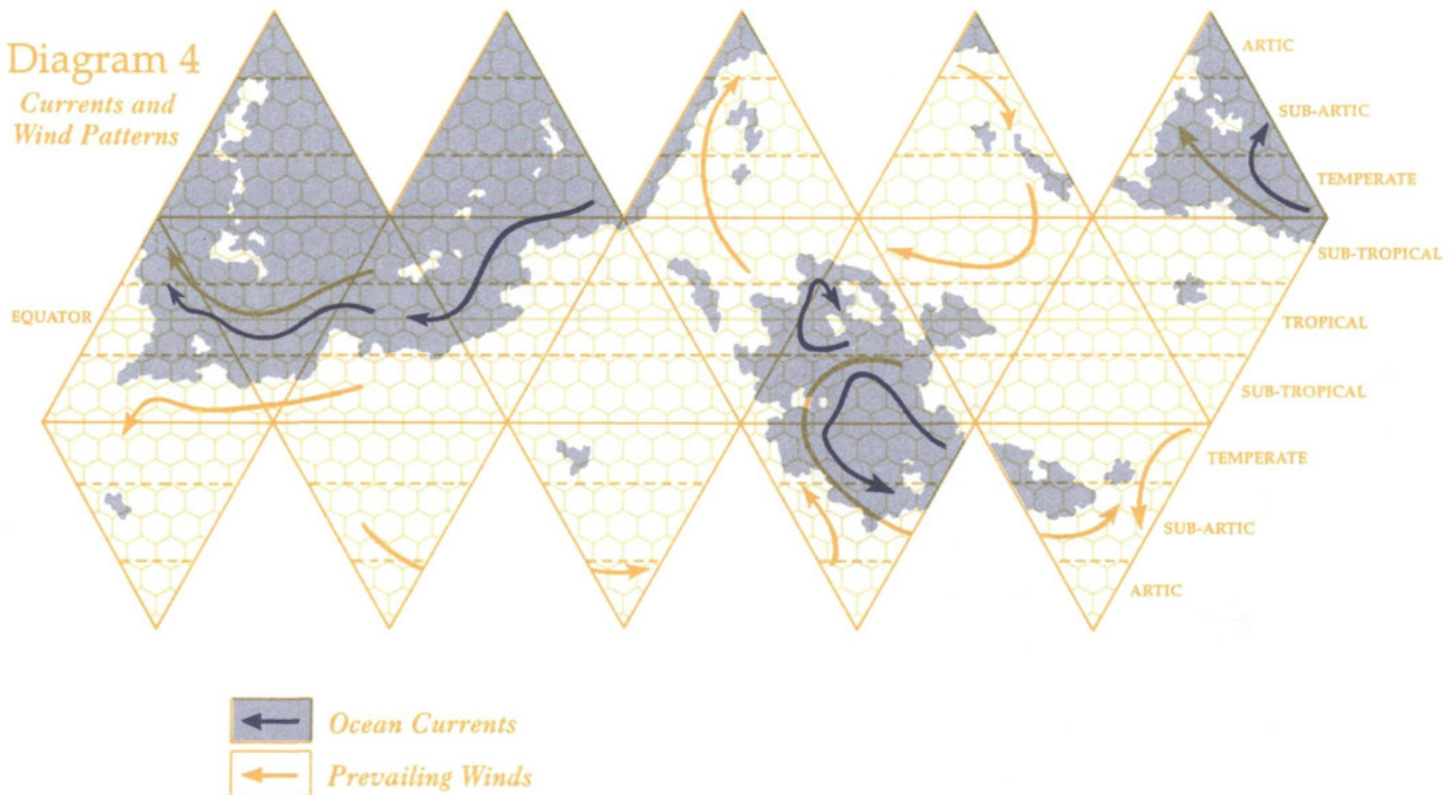 Diagram 4
Currents and
Wind Patterns
ARTIC
SUB-ARTIC
TEMPERATE
SUB-TROPICAL
EQUATOR
TROPICAL
SUB-TROPICAL
TEMPERATE
SUB-ARTIC
ARTIC
Ocean Currents
Prevailing Winds